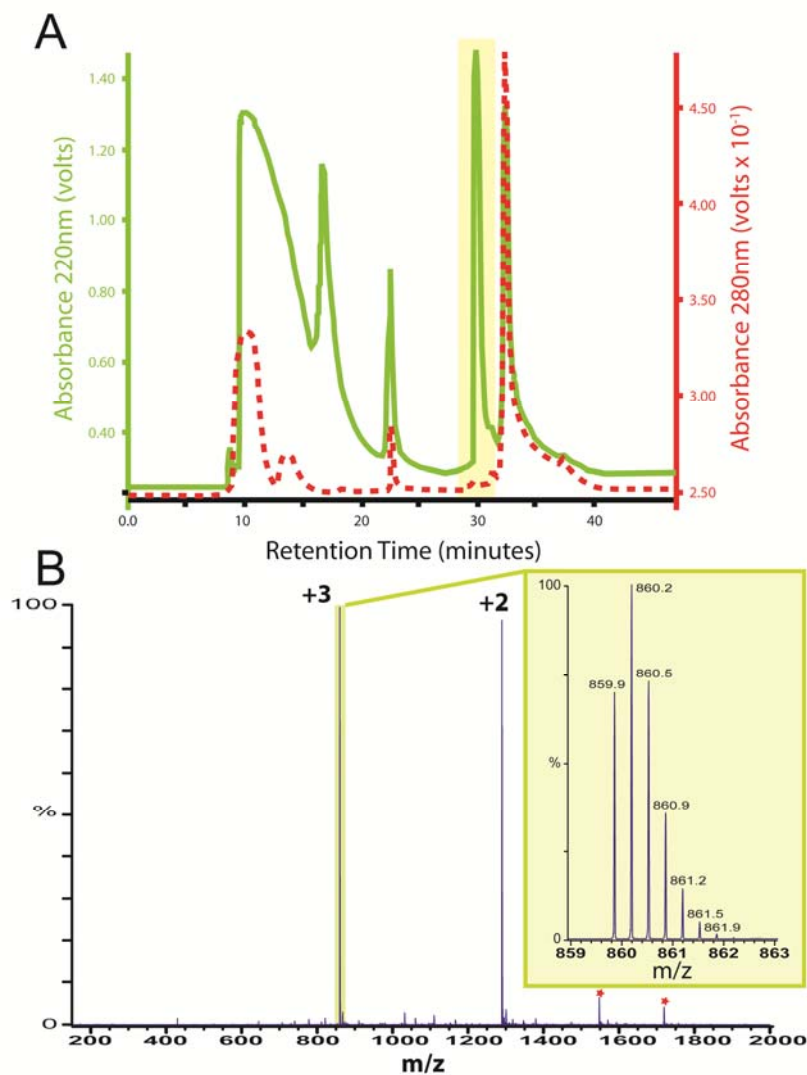 A
Absorbance 220nm (volts)
1.40
1.20
1.00
0.80
0.60
0.40
Absorbance 280nm (volts x 10⁻¹)
4.50
4.00
3.50
3.00
2.50
0.0 10 20 30 40
Retention Time (minutes)
B
+3
+2
100
%
0
200 400 600 800 1000 1200 1400 1600 1800 2000
m/z
100
%
0
859.9
860.2
860.5
860.9
861.2
861.5
861.9
859 860 861 862 863
m/z